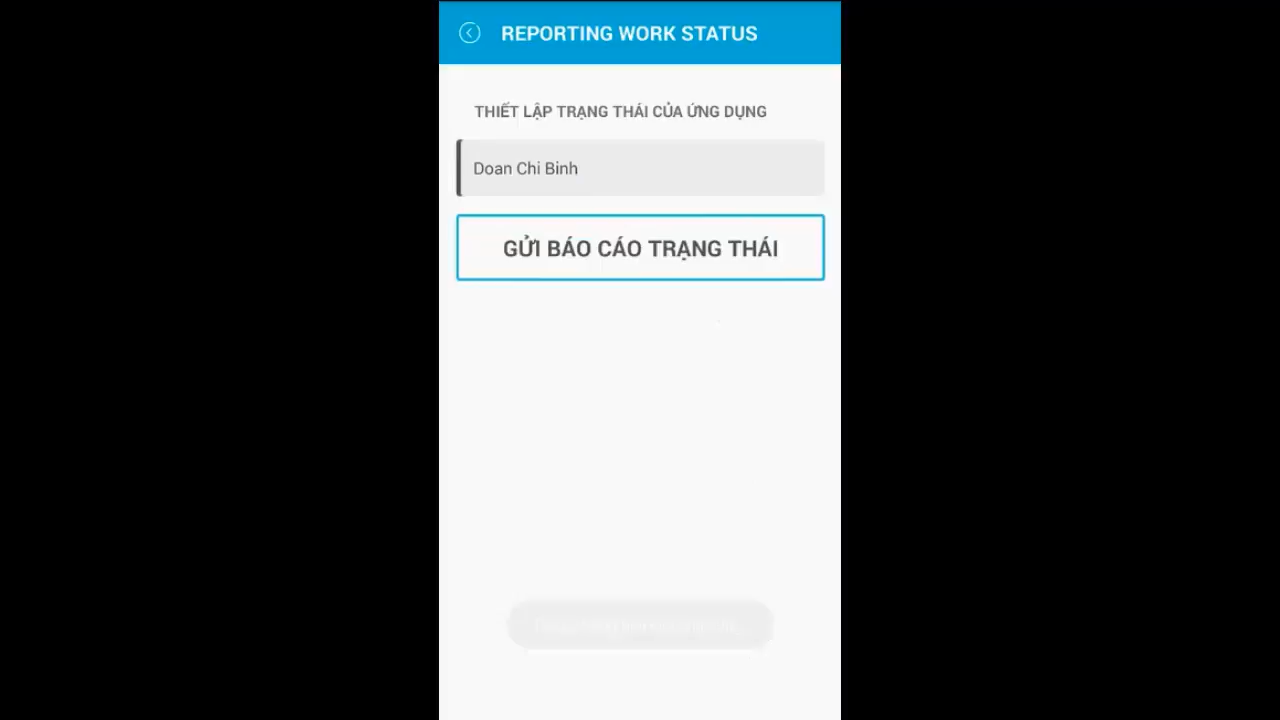 REPORTING WORK STATUS
THIẾT LẬP TRẠNG THÁI CỦA ỨNG DỤNG
Doan Chi Binh
GỬI BÁO CÁO TRẠNG THÁI